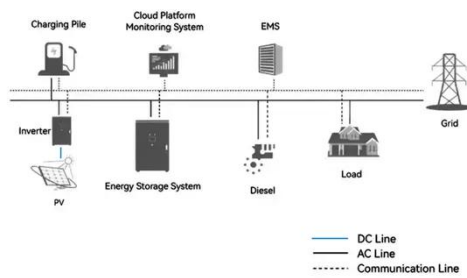 Charging Pile
Cloud Platform
Monitoring System
EMS
Grid
Inverter
PV
Energy Storage System
Diesel
Load
DC Line
AC Line
Communication Line